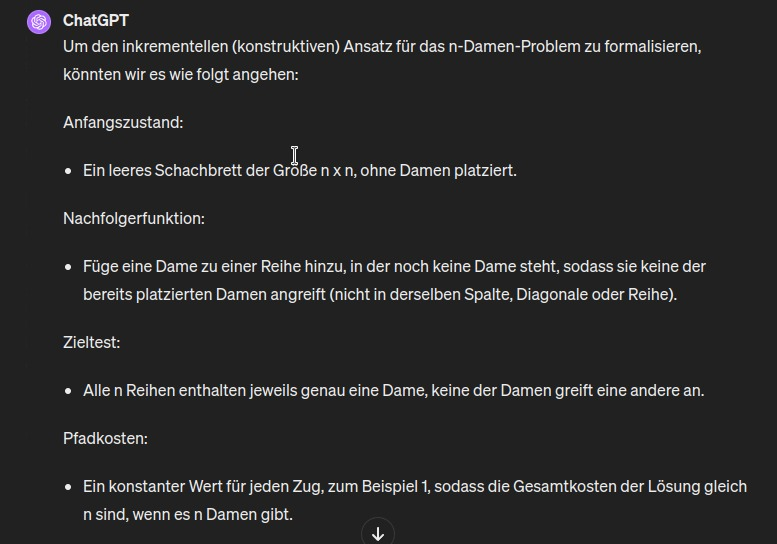 ChatGPT
Um den inkrementellen (konstruktiven) Ansatz für das n-Damen-Problem zu formalisieren,
könnten wir es wie folgt angehen:
Anfangszustand:
• Ein leeres Schachbrett der Größe n x n, ohne Damen platziert.
Nachfolgerfunktion:
• Füge eine Dame zu einer Reihe hinzu, in der noch keine Dame steht, sodass sie keine der
bereits platzierten Damen angreift (nicht in derselben Spalte, Diagonale oder Reihe).
Zieltest:
• Alle n Reihen enthalten jeweils genau eine Dame, keine der Damen greift eine andere an.
Pfadkosten:
• Ein konstanter Wert für jeden Zug, zum Beispiel 1, sodass die Gesamtkosten der Lösung gleich
n sind, wenn es n Damen gibt.